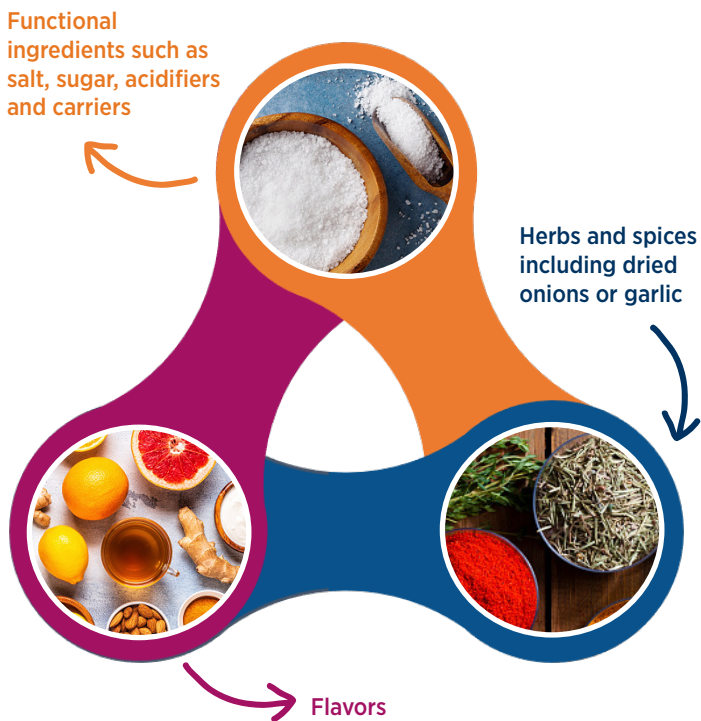 Functional
ingredients such as
salt, sugar, acidifiers
and carriers
Herbs and spices
including dried
onions or garlic
Flavors